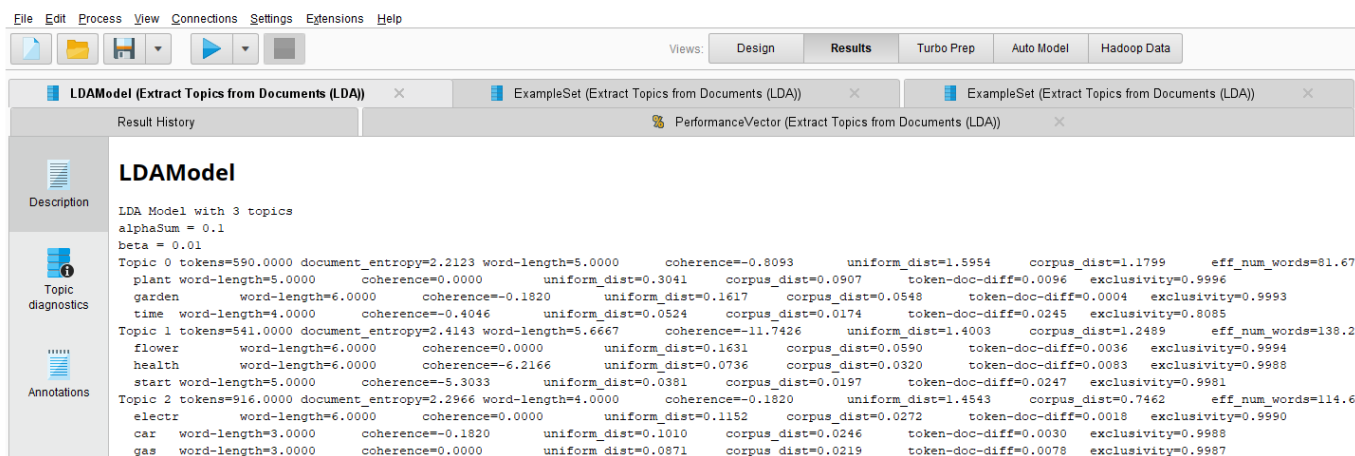 File Edit Process View Connections Settings Extensions Help
Views: Design Results Turbo Prep Auto Model Hadoop Data
LDAModel (Extract Topics from Documents (LDA)) ExampleSet (Extract Topics from Documents (LDA)) ExampleSet (Extract Topics from Documents (LDA))
Result History PerformanceVector (Extract Topics from Documents (LDA))
Description
Topic
diagnostics
Annotations
LDAModel
LDA Model with 3 topics
alphaSum = 0.1
beta = 0.01
Topic 0 tokens=590.0000 document_entropy=2.2123 word-length=5.0000 coherence=-0.8093 uniform_dist=1.5954 corpus_dist=1.1799 eff_num_words=81.67
plant word-length=5.0000 coherence=0.0000 uniform_dist=0.3041 corpus_dist=0.0907 token-doc-diff=0.0096 exclusivity=0.9996
garden word-length=6.0000 coherence=-0.1820 uniform_dist=0.1617 corpus_dist=0.0548 token-doc-diff=0.0004 exclusivity=0.9993
time word-length=4.0000 coherence=-0.4046 uniform_dist=0.0524 corpus_dist=0.0174 token-doc-diff=0.0245 exclusivity=0.8085
Topic 1 tokens=541.0000 document_entropy=2.4143 word-length=5.6667 coherence=-11.7426 uniform_dist=1.4003 corpus_dist=1.2489 eff_num_words=138.2
flower word-length=6.0000 coherence=0.0000 uniform_dist=0.1631 corpus_dist=0.0590 token-doc-diff=0.0036 exclusivity=0.9994
health word-length=6.0000 coherence=-6.2166 uniform_dist=0.0736 corpus_dist=0.0320 token-doc-diff=0.0083 exclusivity=0.9988
start word-length=5.0000 coherence=-5.3033 uniform_dist=0.0381 corpus_dist=0.0197 token-doc-diff=0.0247 exclusivity=0.9981
Topic 2 tokens=916.0000 document_entropy=2.2966 word-length=4.0000 coherence=-0.1820 uniform_dist=1.4543 corpus_dist=0.7462 eff_num_words=114.6
electr word-length=6.0000 coherence=0.0000 uniform_dist=0.1152 corpus_dist=0.0272 token-doc-diff=0.0018 exclusivity=0.9990
car word-length=3.0000 coherence=-0.1820 uniform_dist=0.1010 corpus_dist=0.0246 token-doc-diff=0.0030 exclusivity=0.9988
gas word-length=3.0000 coherence=0.0000 uniform_dist=0.0871 corpus_dist=0.0219 token-doc-diff=0.0078 exclusivity=0.9987